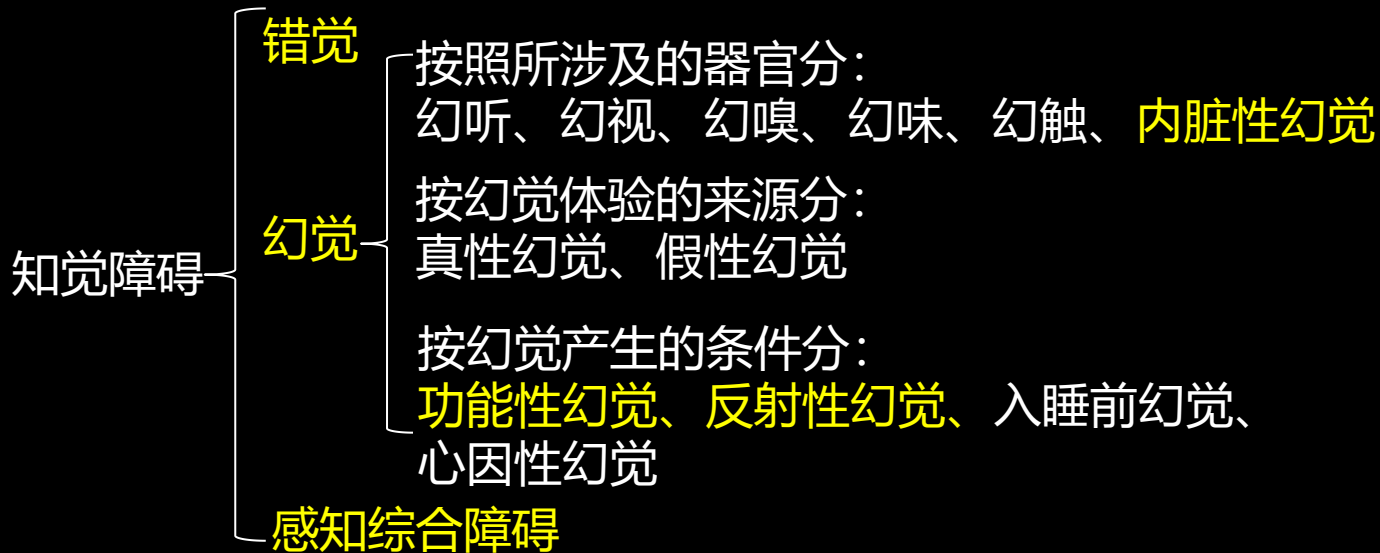 错觉
按照所涉及的器官分：
幻听、幻视、幻嗅、幻味、幻触、内脏性幻觉
按幻觉体验的来源分：
幻觉
真性幻觉、假性幻觉
知觉障碍
按幻觉产生的条件分：
功能性幻觉、反射性幻觉、入睡前幻觉、
心因性幻觉
感知综合障碍